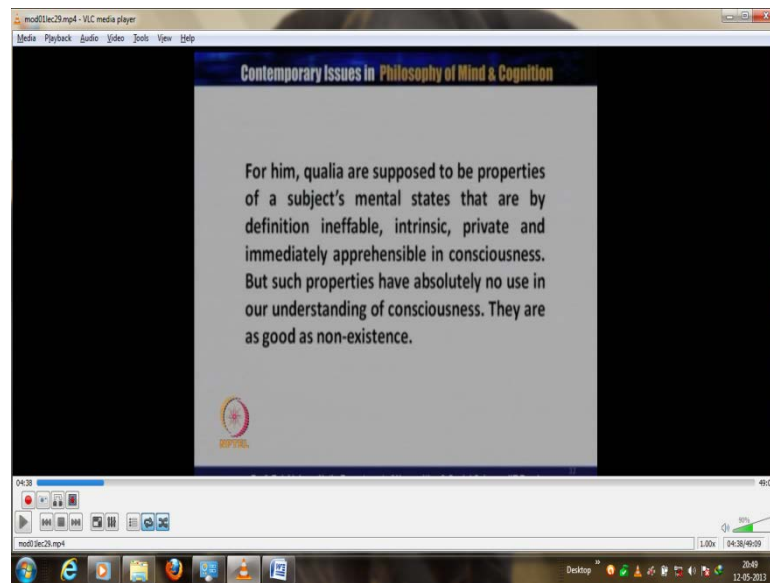 mod01lec29.mp4 - VLC media player
Media Playback Audio Video Tools View Help
Contemporary Issues in Philosophy of Mind & Cognition
For him, qualia are supposed to be properties
of a subject's mental states that are by
definition ineffable, intrinsic, private and
immediately apprehensible in consciousness.
But such properties have absolutely no use in
our understanding of consciousness. They are
as good as non-existence.
NPTEL
04:38
90%
mod01lec29.mp4
1.00x 04:38/49:09
Desktop
20:49
12-05-2013